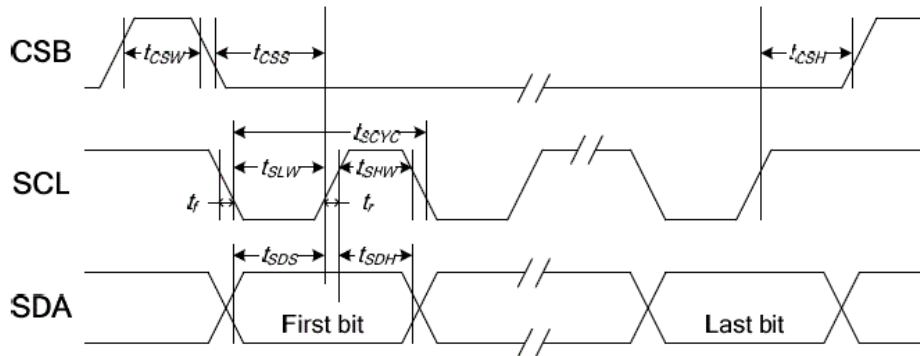 CSB
tCSW
tCSS
tCSH
tSCYC
SCL
tSLW
tSHW
tf
tr
tSDS
tSDH
SDA
First bit
Last bit